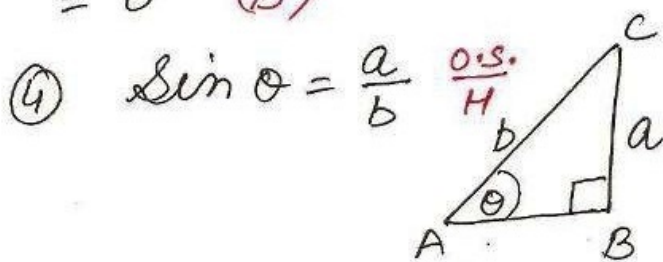 = (B)
④ Sin θ = a/b O.S./H
C
b a
θ
A B